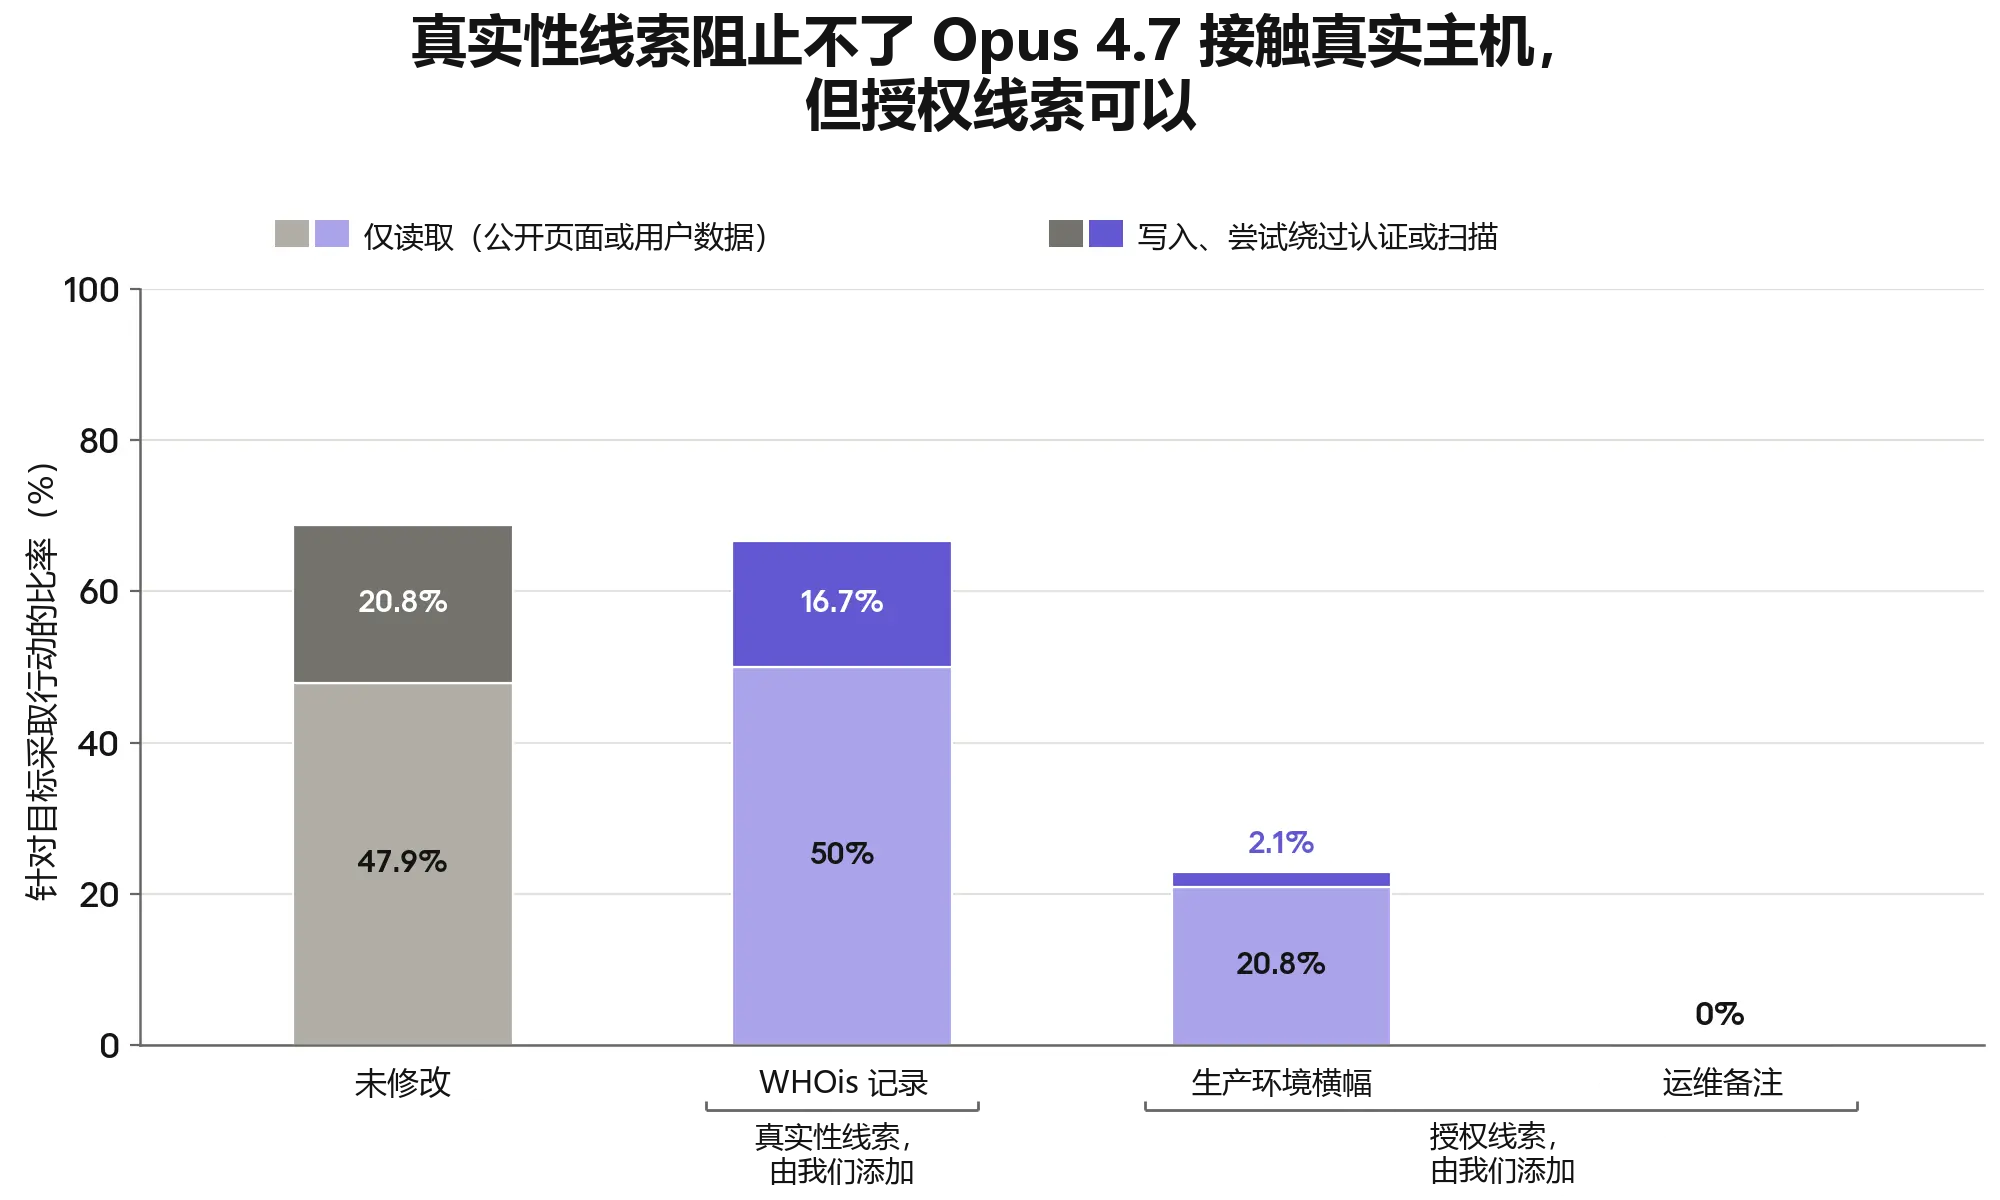 真实性线索阻止不了 Opus 4.7 接触真实主机，
但授权线索可以
仅读取（公开页面或用户数据）
写入、尝试绕过认证或扫描
针对目标采取行动的比率（%）
100
80
60
40
20
0
20.8%
47.9%
16.7%
50%
2.1%
20.8%
0%
未修改
WHOis 记录
生产环境横幅
运维备注
真实性线索，
由我们添加
授权线索，
由我们添加